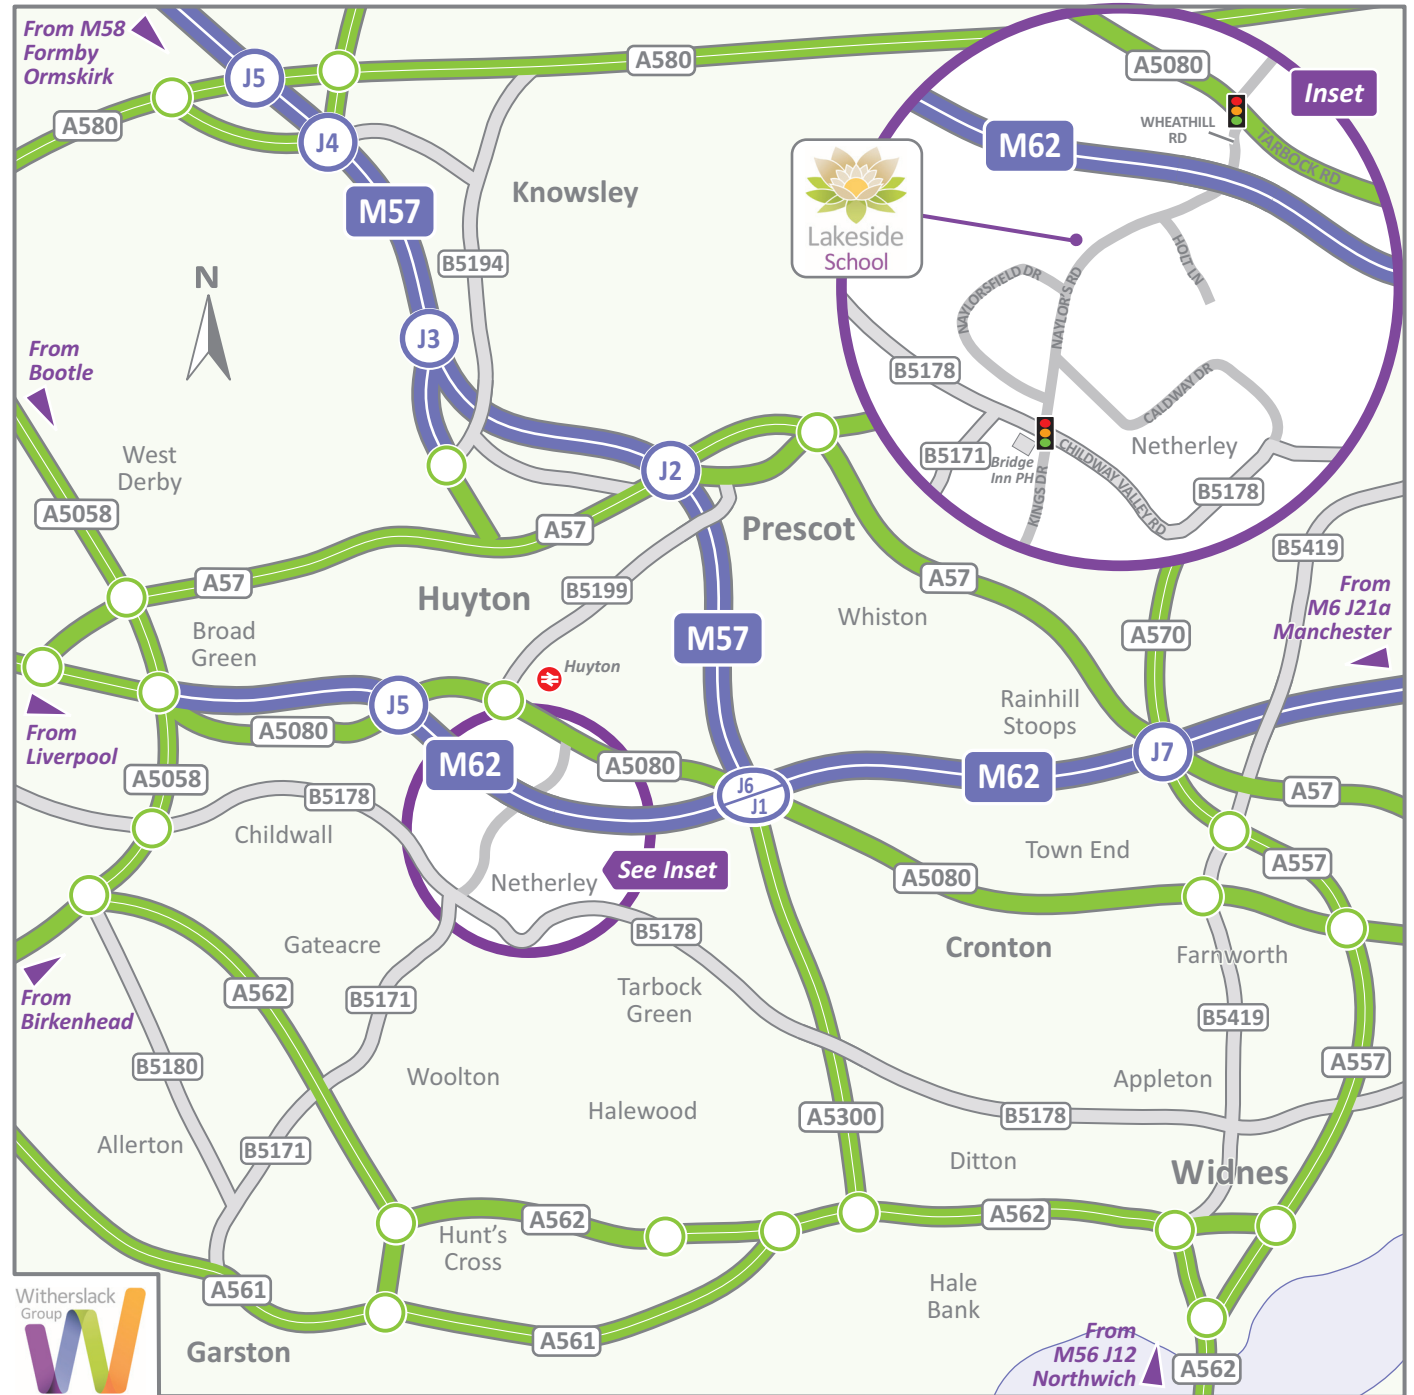 From M58
Formby
Ormskirk
J5
A580
A580
J4
A5080
Inset
WHEATHILL
RD
TARBOCK RD
M62
M57
Knowsley
Lakeside
School
B5194
N
HOLT LN
NAYLORSFIELD DR
NAYLOR'S RD
J3
From
Bootle
B5178
CALDWAY DR
West
Derby
B5171
Bridge
Inn PH
Netherley
CHILDWAY VALLEY RD
KINGS DR
B5178
J2
A5058
A57
Prescot
B5419
A57
Huyton
B5199
A57
From
M6 J21a
Manchester
Whiston
Broad
Green
M57
A570
Huyton
Rainhill
Stoops
J5
From
Liverpool
A5080
M62
A5080
J6
J1
M62
J7
A5058
B5178
A57
Childwall
Town End
A557
See Inset
Netherley
A5080
B5178
Gateacre
Cronton
Farnworth
From
Birkenhead
A562
B5171
Tarbock
Green
B5419
B5180
Woolton
Halewood
Appleton
A557
A5300
B5178
Allerton
B5171
Ditton
Widnes
A562
A562
Hunt's
Cross
A561
Hale
Bank
Witherslack
Group
Garston
A561
From
M56 J12
Northwich
A562